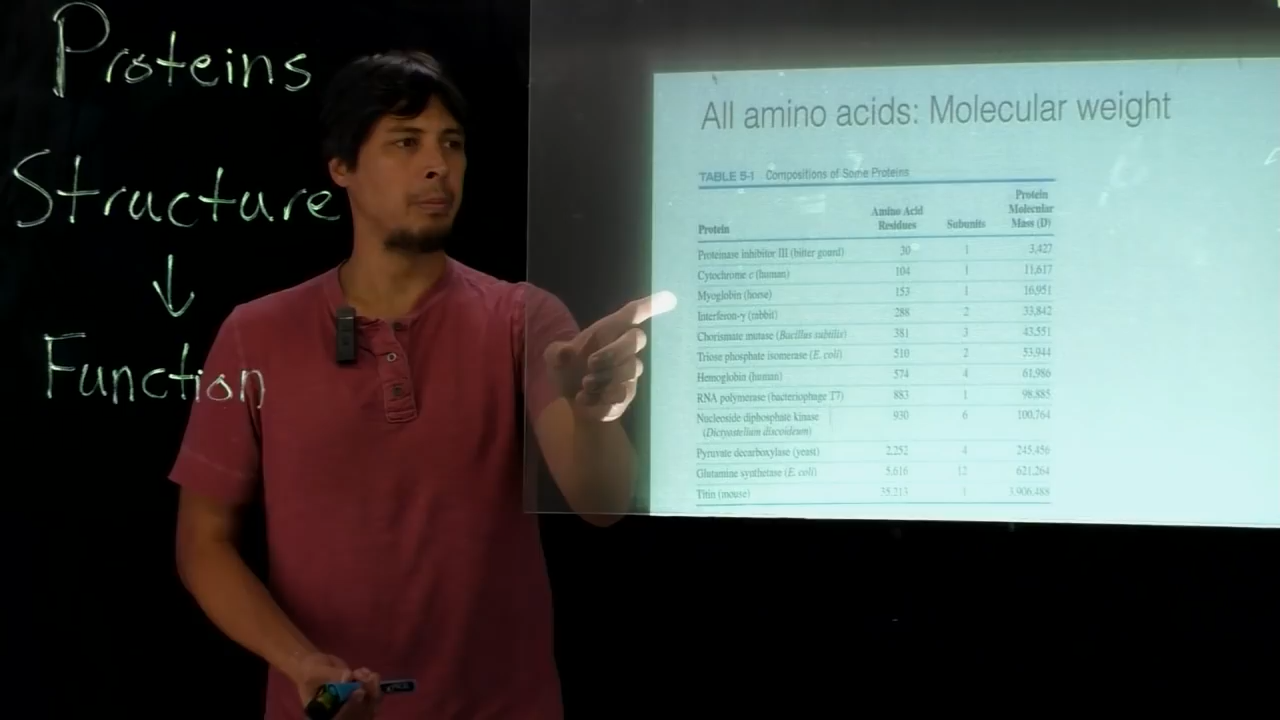 Proteins
Structure
↓
Function
All amino acids: Molecular weight
TABLE 5-1 Compositions of Some Proteins
Protein Amino Acid Residues Subunits Protein Molecular Mass (D)
Proteinase inhibitor III (bitter gourd) 30 1 3,427
Cytochrome c (human) 104 1 11,617
Myoglobin (horse) 153 1 16,951
Interferon-γ (rabbit) 288 2 33,842
Chorismate mutase (Bacillus subtilis) 381 3 43,551
Triose phosphate isomerase (E. coli) 510 2 53,944
Hemoglobin (human) 574 4 61,986
RNA polymerase (bacteriophage T7) 883 1 98,885
Nucleoside diphosphate kinase 930 6 100,764
(Dictyostelium discoideum)
Pyruvate decarboxylase (yeast) 2,252 4 245,456
Glutamine synthetase (E. coli) 5,616 12 621,264
Titin (mouse) 35,213 1 3,906,488